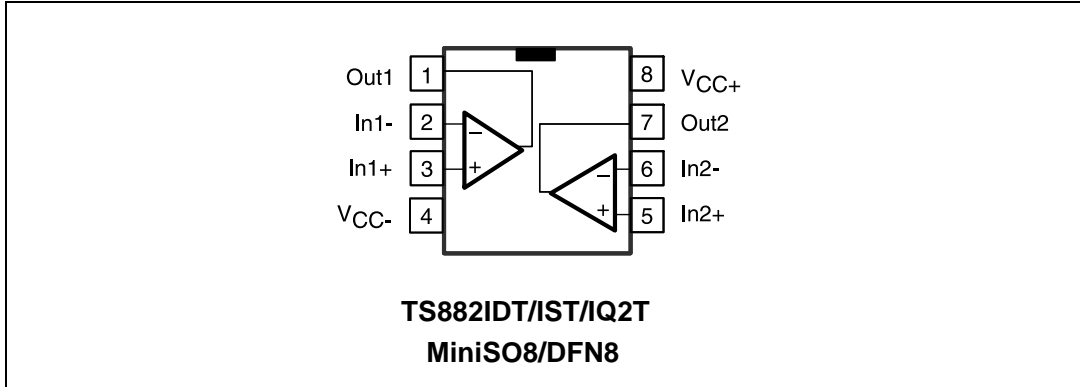 Out1 1
In1- 2
In1+ 3
VCC- 4
8 VCC+
7 Out2
6 In2-
5 In2+
−
+
−
+
TS882IDT/IST/IQ2T
MiniSO8/DFN8